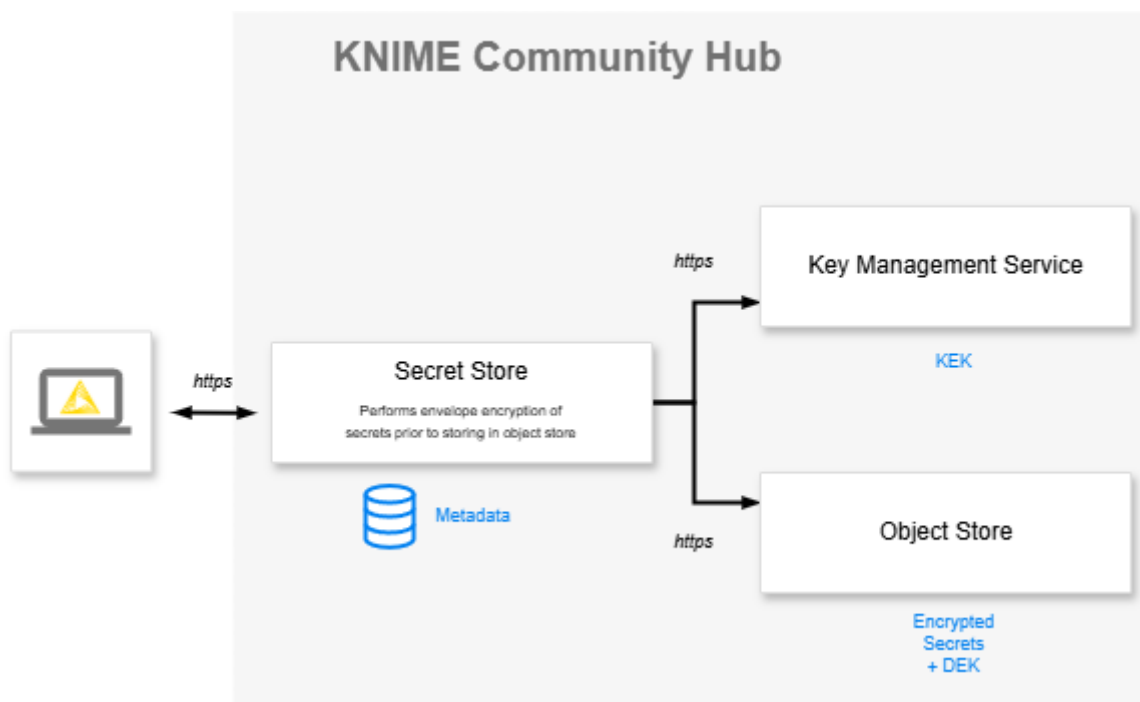 KNIME Community Hub
https
Key Management Service
KEK
https
Secret Store
Performs envelope encryption of
secrets prior to storing in object store
Metadata
https
Object Store
Encrypted
Secrets
+ DEK